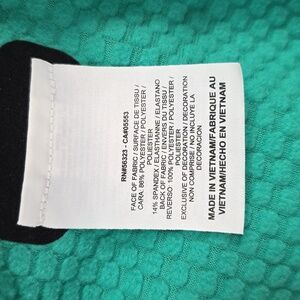 RN#56323 - CA#05553
FACE OF FABRIC / SURFACE DE TISSU /
CARA: 86% POLYESTER / POLYESTER /
POLIESTER
14% SPANDEX / ELASTHANNE / ELASTANO
BACK OF FABRIC / ENVERS DU TISSU /
REVERSO: 100% POLYESTER / POLYESTER /
POLIESTER
EXCLUSIVE OF DECORATION / DECORATION
NON COMPRISE / NO INCLUYE LA
DECORACION
MADE IN VIETNAM/FABRIQUE AU
VIETNAM/HECHO EN VIETNAM